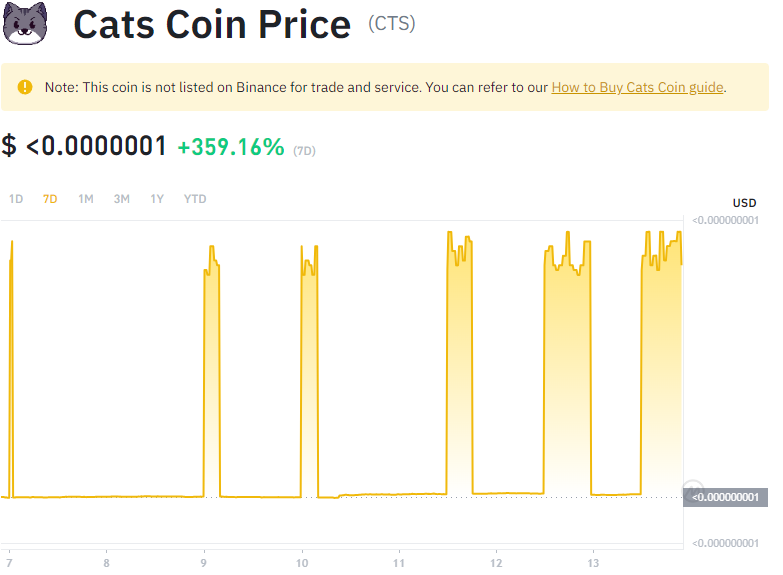 Cats Coin Price (CTS)
Note: This coin is not listed on Binance for trade and service. You can refer to our How to Buy Cats Coin guide.
$ <0.0000001 +359.16% (7D)
1D 7D 1M 3M 1Y YTD
USD
<0.000000001
<0.000000001
<0.000000001
7 8 9 10 11 12 13